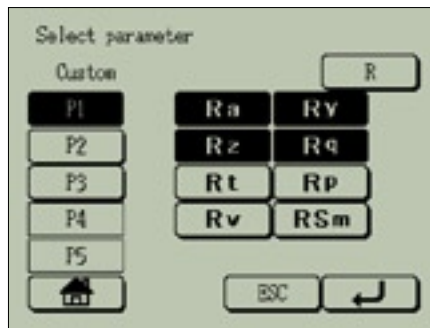 Select parameter
Custom
R
P1
Ra
Ry
P2
Rz
Rq
P3
Rt
Rp
P4
Rv
RSm
P5
ESC